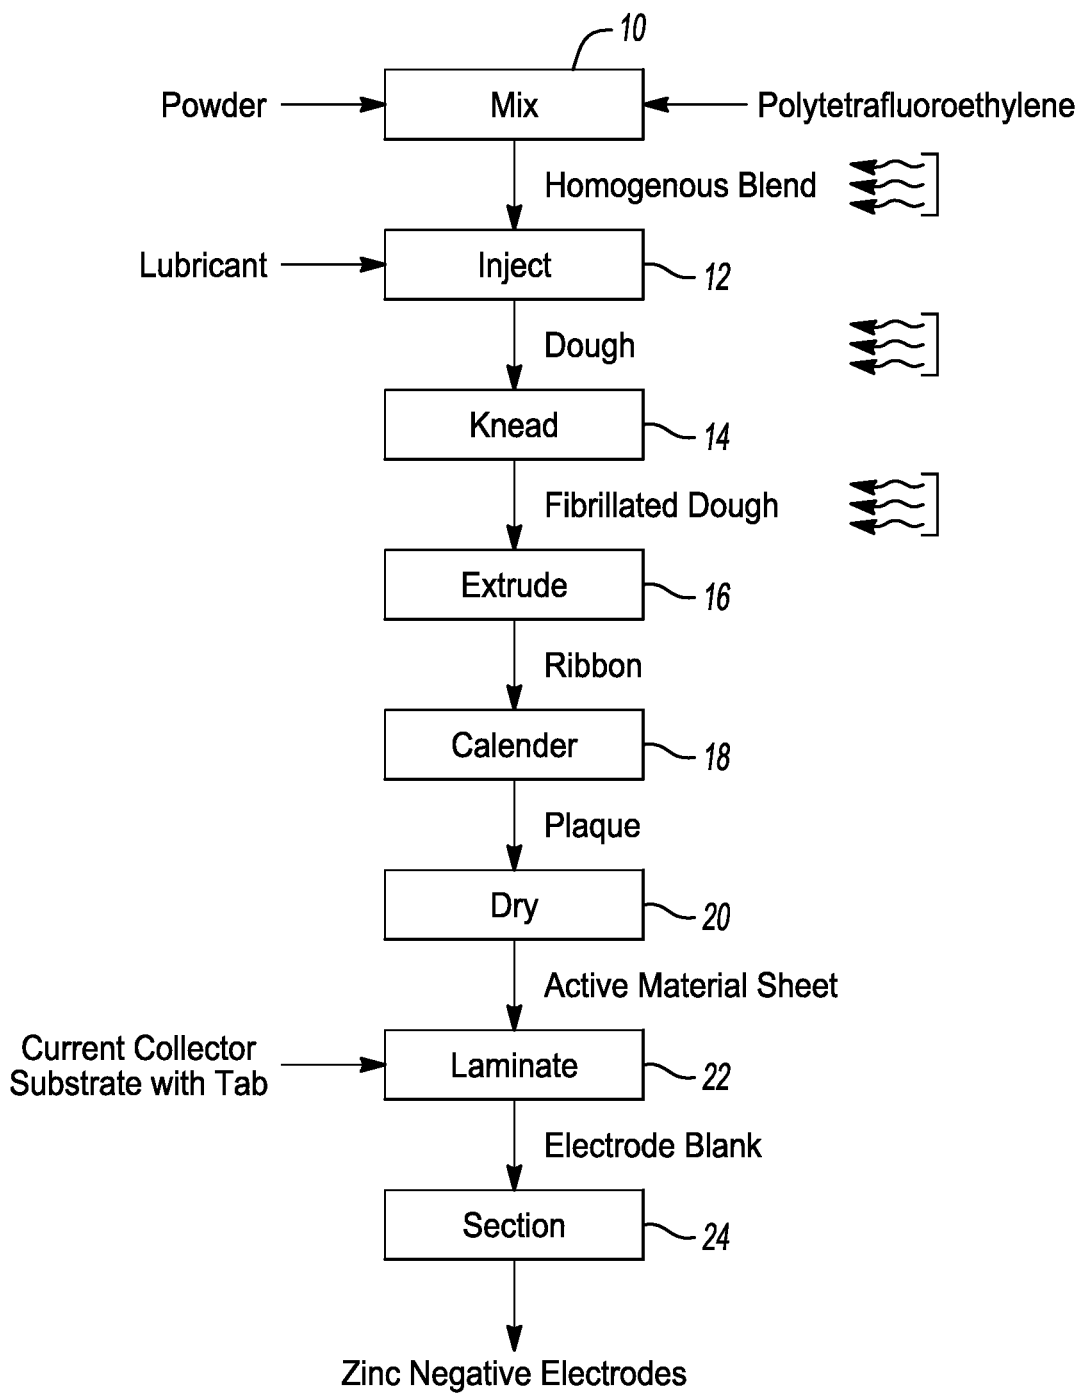 10
Powder
Mix
Polytetrafluoroethylene
Homogenous Blend
Lubricant
Inject
12
Dough
Knead
14
Fibrillated Dough
Extrude
16
Ribbon
Calender
18
Plaque
Dry
20
Active Material Sheet
Current Collector
Substrate with Tab
Laminate
22
Electrode Blank
Section
24
Zinc Negative Electrodes